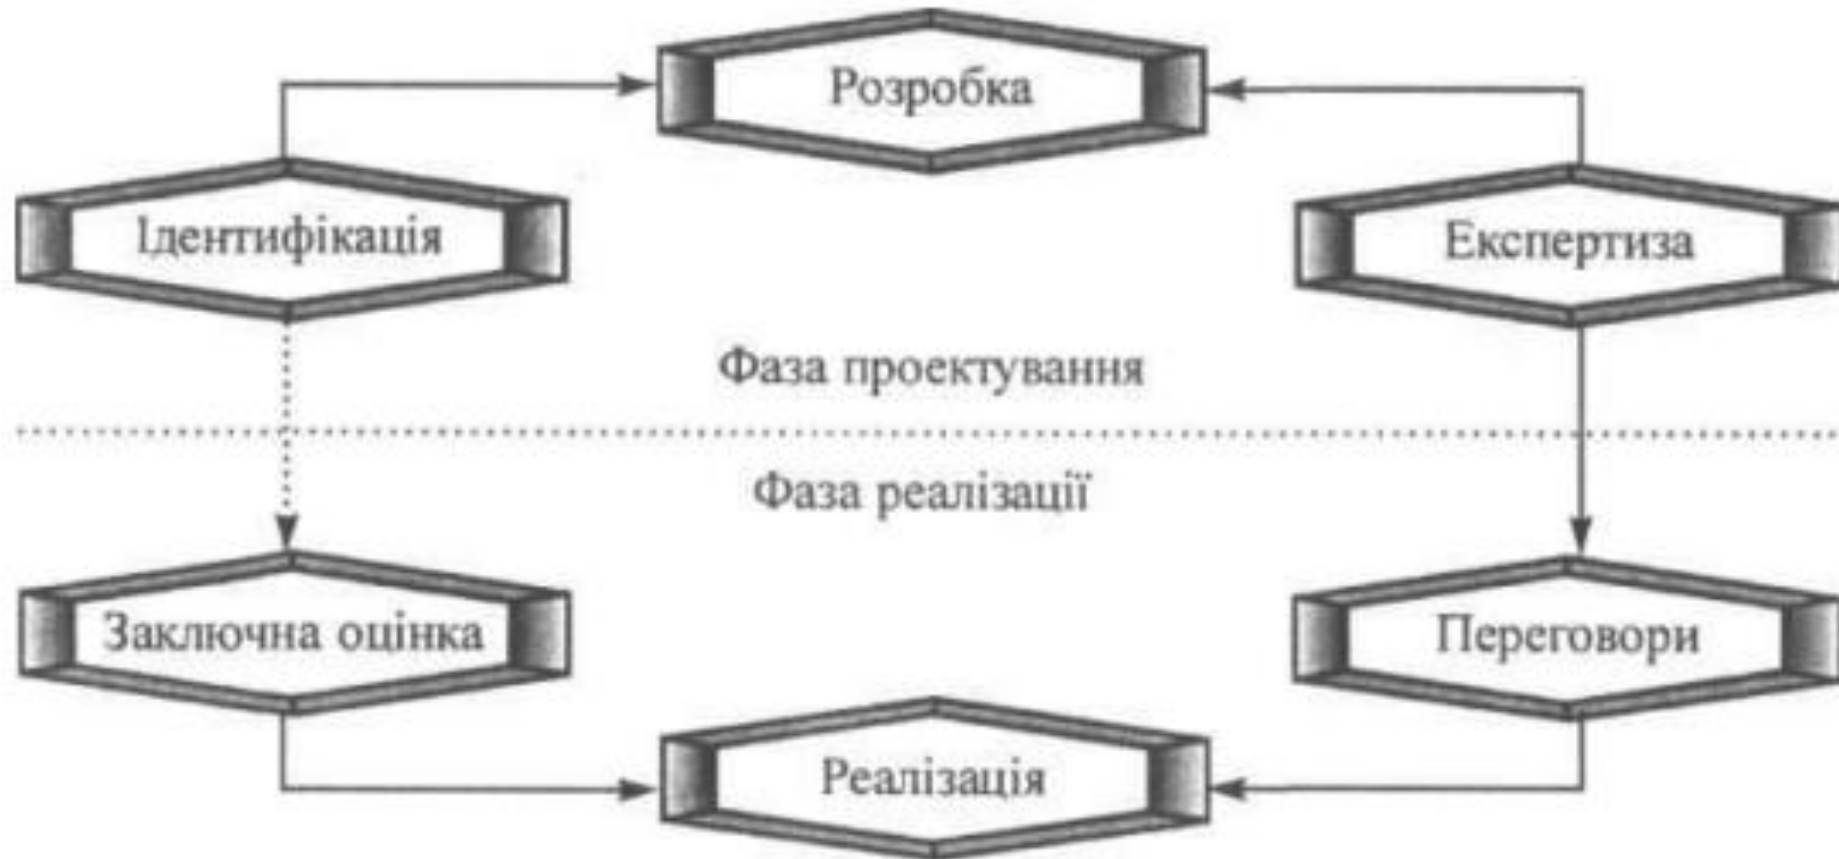 Розробка
Ідентифікація
Експертиза
Фаза проектування
Фаза реалізації
Заключна оцінка
Переговори
Реалізація